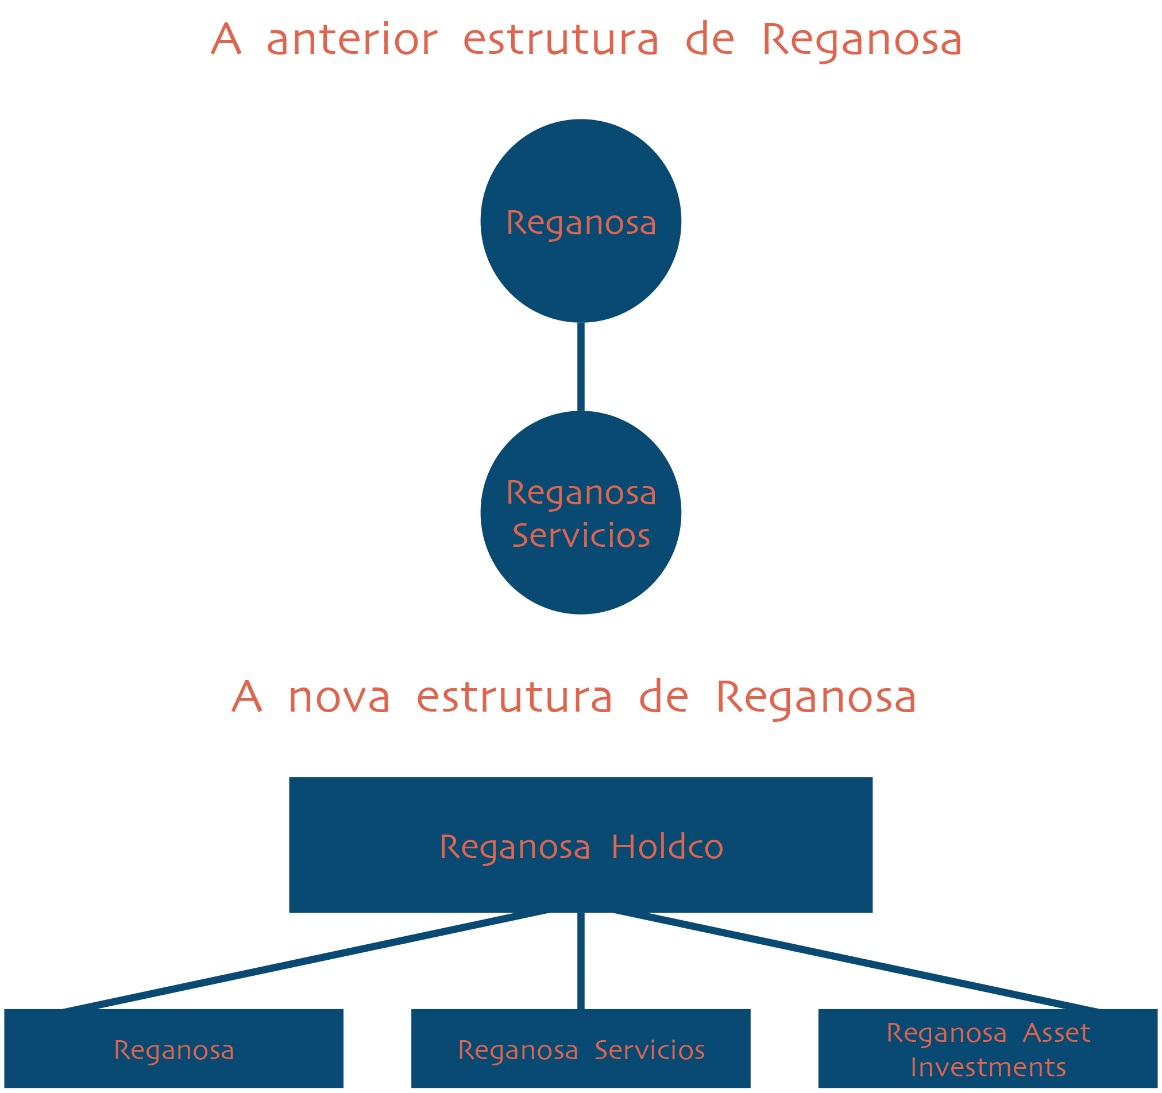 A anterior estrutura de Reganosa
Reganosa
Reganosa
Servicios
A nova estrutura de Reganosa
Reganosa Holdco
Reganosa
Reganosa Servicios
Reganosa Asset
Investments